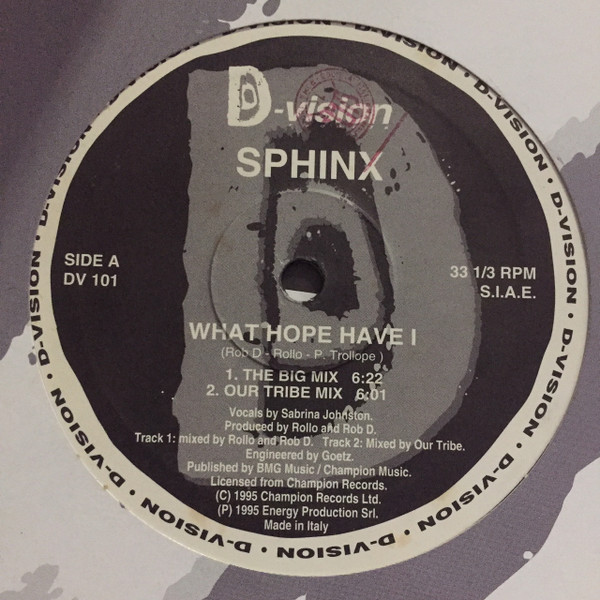 D-vision
SPHINX
SIDE A
DV 101
33 1/3 RPM
S.I.A.E.
WHAT HOPE HAVE I
(Rob D - Rollo - P. Trollope )
1. THE BIG MIX 6:22
2. OUR TRIBE MIX 6:01
Vocals by Sabrina Johnston.
Produced by Rollo and Rob D.
Track 1: mixed by Rollo and Rob D. Track 2: Mixed by Our Tribe.
Engineered by Goetz.
Published by BMG Music / Champion Music.
Licensed from Champion Records.
(C) 1995 Champion Records Ltd.
(P) 1995 Energy Production Srl.
Made in Italy
D-VISION · D-VISION · D-VISION · D-VISION · D-VISION · D-VISION · D-VISION · D-VISION · D-VISION